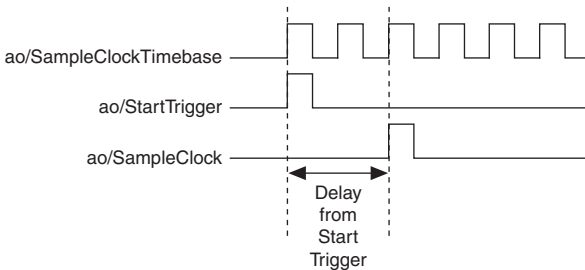 ao/SampleClockTimebase
ao/StartTrigger
ao/SampleClock
Delay
from
Start
Trigger